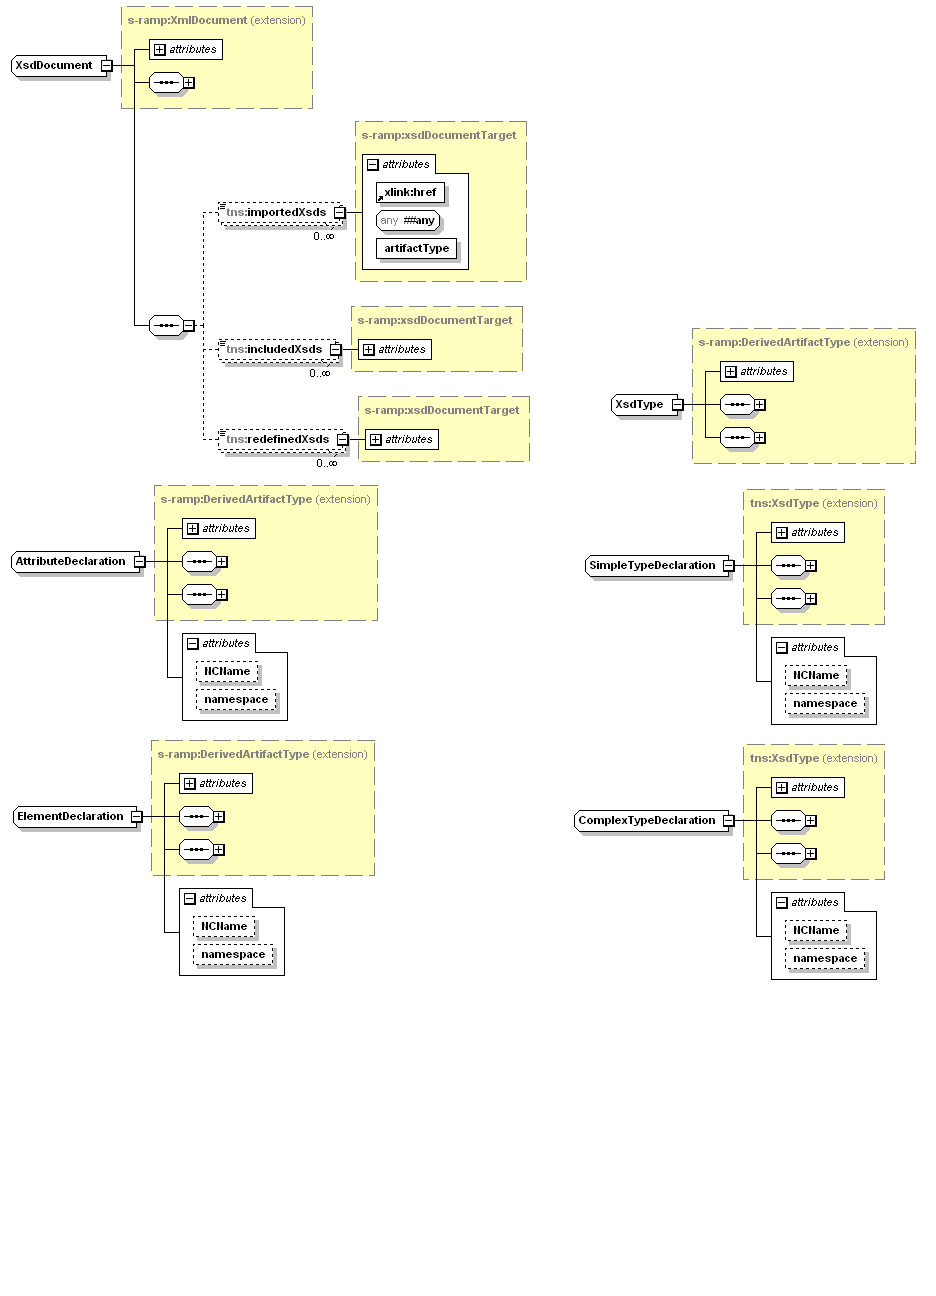 s-ramp:XmlDocument (extension)
attributes
XsdDocument
s-ramp:xsdDocumentTarget
attributes
xlink:href
any ##any
artifactType
tns:importedXsds
0..∞
s-ramp:xsdDocumentTarget
attributes
tns:includedXsds
0..∞
s-ramp:xsdDocumentTarget
attributes
tns:redefinedXsds
0..∞
s-ramp:DerivedArtifactType (extension)
attributes
XsdType
s-ramp:DerivedArtifactType (extension)
attributes
AttributeDeclaration
attributes
NCName
namespace
tns:XsdType (extension)
attributes
SimpleTypeDeclaration
attributes
NCName
namespace
s-ramp:DerivedArtifactType (extension)
attributes
ElementDeclaration
attributes
NCName
namespace
tns:XsdType (extension)
attributes
ComplexTypeDeclaration
attributes
NCName
namespace